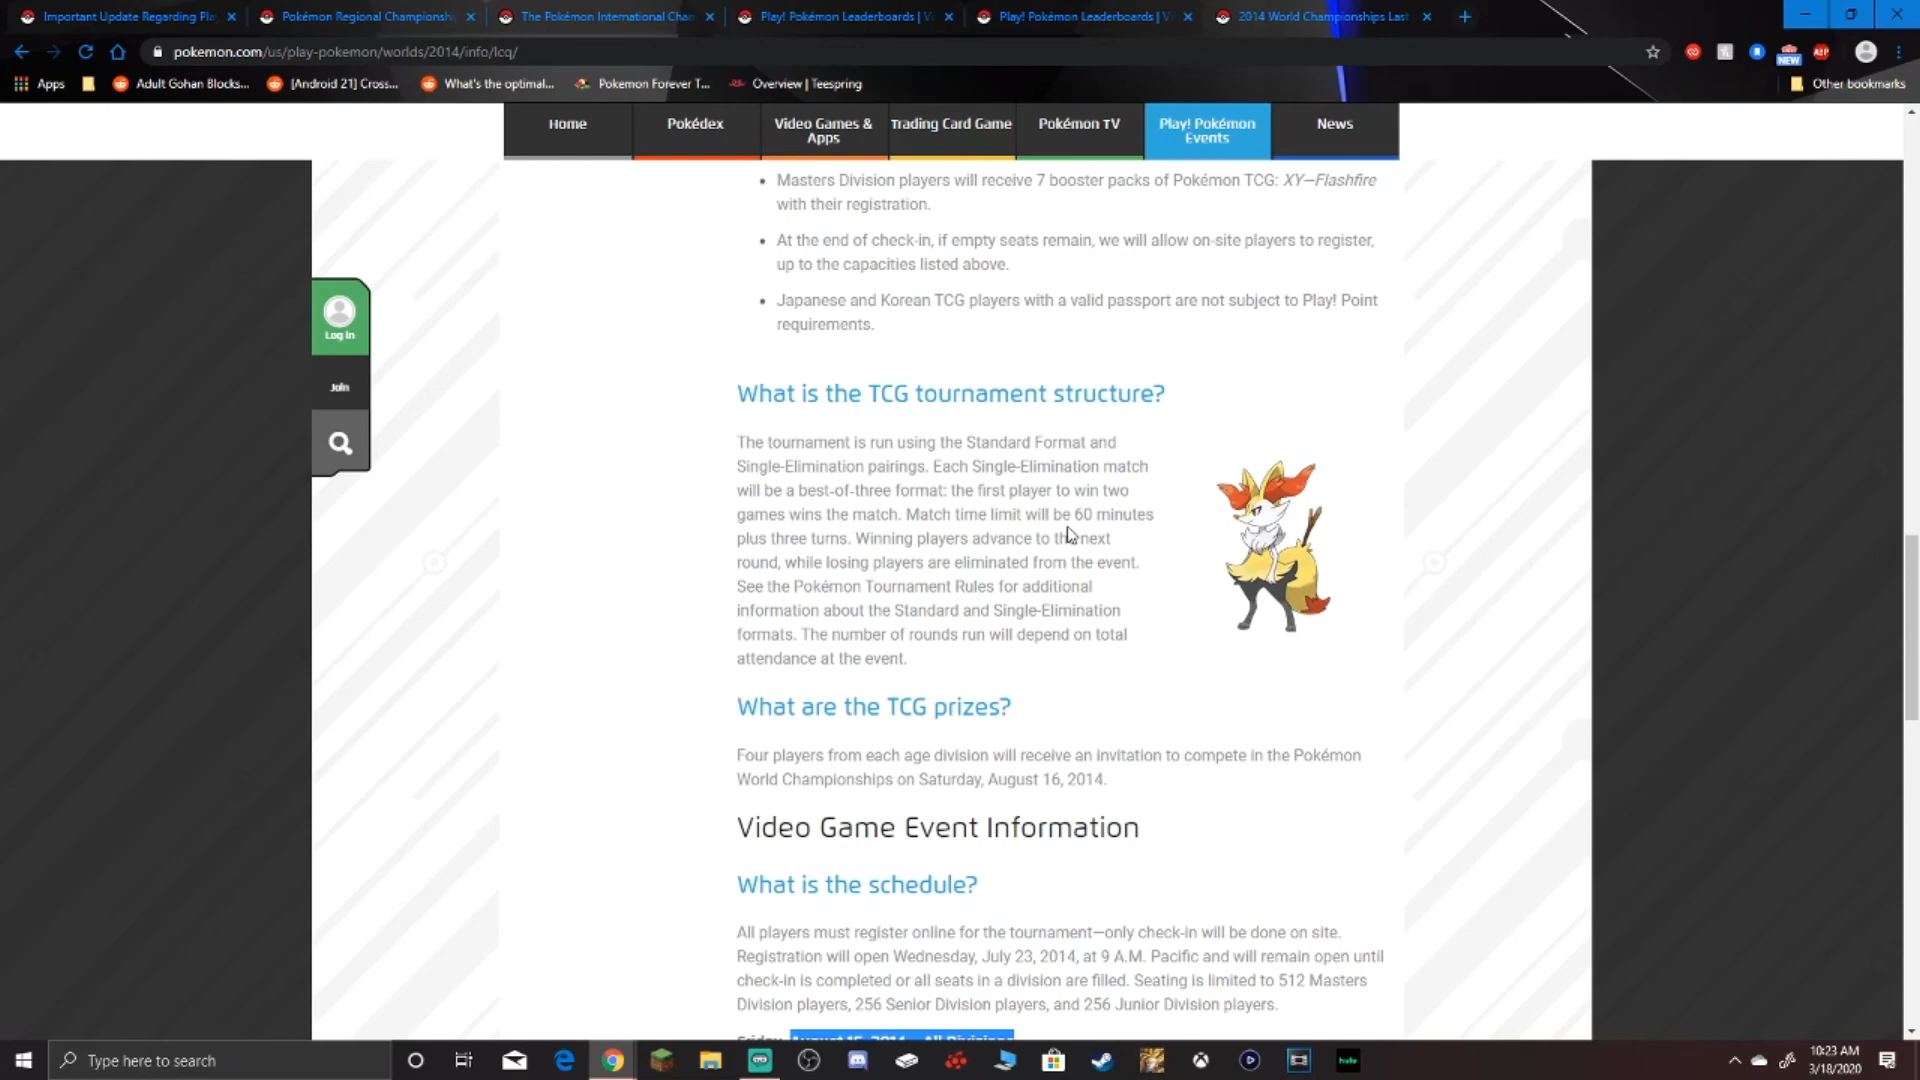 Important Update Regarding Pla
Pokémon Regional Championshi
The Pokémon International Chan
Play! Pokémon Leaderboards | V
Play! Pokémon Leaderboards | V
2014 World Championships Last
pokemon.com/us/play-pokemon/worlds/2014/info/lcq/
NEW
ABP
Apps
Adult Gohan Blocks...
[Android 21] Cross...
What's the optimal...
Pokemon Forever T...
Overview | Teespring
Other bookmarks
Home
Pokédex
Video Games & Apps
Trading Card Game
Pokémon TV
Play! Pokémon Events
News
Log In
Join
• Masters Division players will receive 7 booster packs of Pokémon TCG: XY—Flashfire
with their registration.
• At the end of check-in, if empty seats remain, we will allow on-site players to register,
up to the capacities listed above.
• Japanese and Korean TCG players with a valid passport are not subject to Play! Point
requirements.
What is the TCG tournament structure?
The tournament is run using the Standard Format and
Single-Elimination pairings. Each Single-Elimination match
will be a best-of-three format: the first player to win two
games wins the match. Match time limit will be 60 minutes
plus three turns. Winning players advance to the next
round, while losing players are eliminated from the event.
See the Pokémon Tournament Rules for additional
information about the Standard and Single-Elimination
formats. The number of rounds run will depend on total
attendance at the event.
What are the TCG prizes?
Four players from each age division will receive an invitation to compete in the Pokémon
World Championships on Saturday, August 16, 2014.
Video Game Event Information
What is the schedule?
All players must register online for the tournament—only check-in will be done on site.
Registration will open Wednesday, July 23, 2014, at 9 A.M. Pacific and will remain open until
check-in is completed or all seats in a division are filled. Seating is limited to 512 Masters
Division players, 256 Senior Division players, and 256 Junior Division players.
Friday, August 15, 2014 – All Divisions
Type here to search
hulu
10:23 AM
3/18/2020